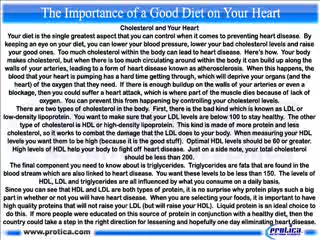 The Importance of a Good Diet on Your Heart
Cholesterol and Your Heart
Your diet is the single greatest aspect that you can control when it comes to preventing heart disease. By
keeping an eye on your diet, you can lower your blood pressure, lower your bad cholesterol levels and raise
your good ones. Too much cholesterol within the body can lead to heart disease. Here's how. Your body
makes cholesterol, but when there is too much circulating around within the body it can build up along the
walls of your arteries, leading to a form of heart disease known as atherosclerosis. When this happens, the
blood that your heart is pumping has a hard time getting through, which will deprive your organs (and the
heart) of the oxygen that they need. If there is enough buildup on the walls of your arteries or even a
blockage, then you could suffer a heart attack, which is where part of the muscle dies because of lack of
oxygen. You can prevent this from happening by controlling your cholesterol levels.
There are two types of cholesterol in the body. First, there is the bad kind which is known as LDL or
low-density lipoprotein. You want to make sure that your LDL levels are below 100 to stay healthy. The other
type of cholesterol is HDL or high-density lipoprotein. This kind is made of more protein and less
cholesterol, so it works to combat the damage that the LDL does to your body. When measuring your HDL
levels you want them to be high (because it is the good stuff). Optimal HDL levels should be 60 or greater.
High levels of HDL help your body to fight off heart disease. Just on a side note, your total cholesterol
should be less than 200.
The final component you need to know about is triglycerides. Triglycerides are fats that are found in the
blood stream which are also linked to heart disease. You want these levels to be less than 150. The levels of
HDL, LDL and triglycerides are all influenced by what you consume on a daily basis.
Since you can see that HDL and LDL are both types of protein, it is no surprise why protein plays such a big
part in whether or not you will have heart disease. When you are selecting your foods, it is important to have
high quality proteins that will not raise your LDL (but will raise your HDL). Liquid protein is an ideal choice to
do this. If more people were educated on this source of protein in conjunction with a healthy diet, then the
country could take a step in the right direction for lessening and hopefully one day eliminating heart disease.
www.protica.com
protica